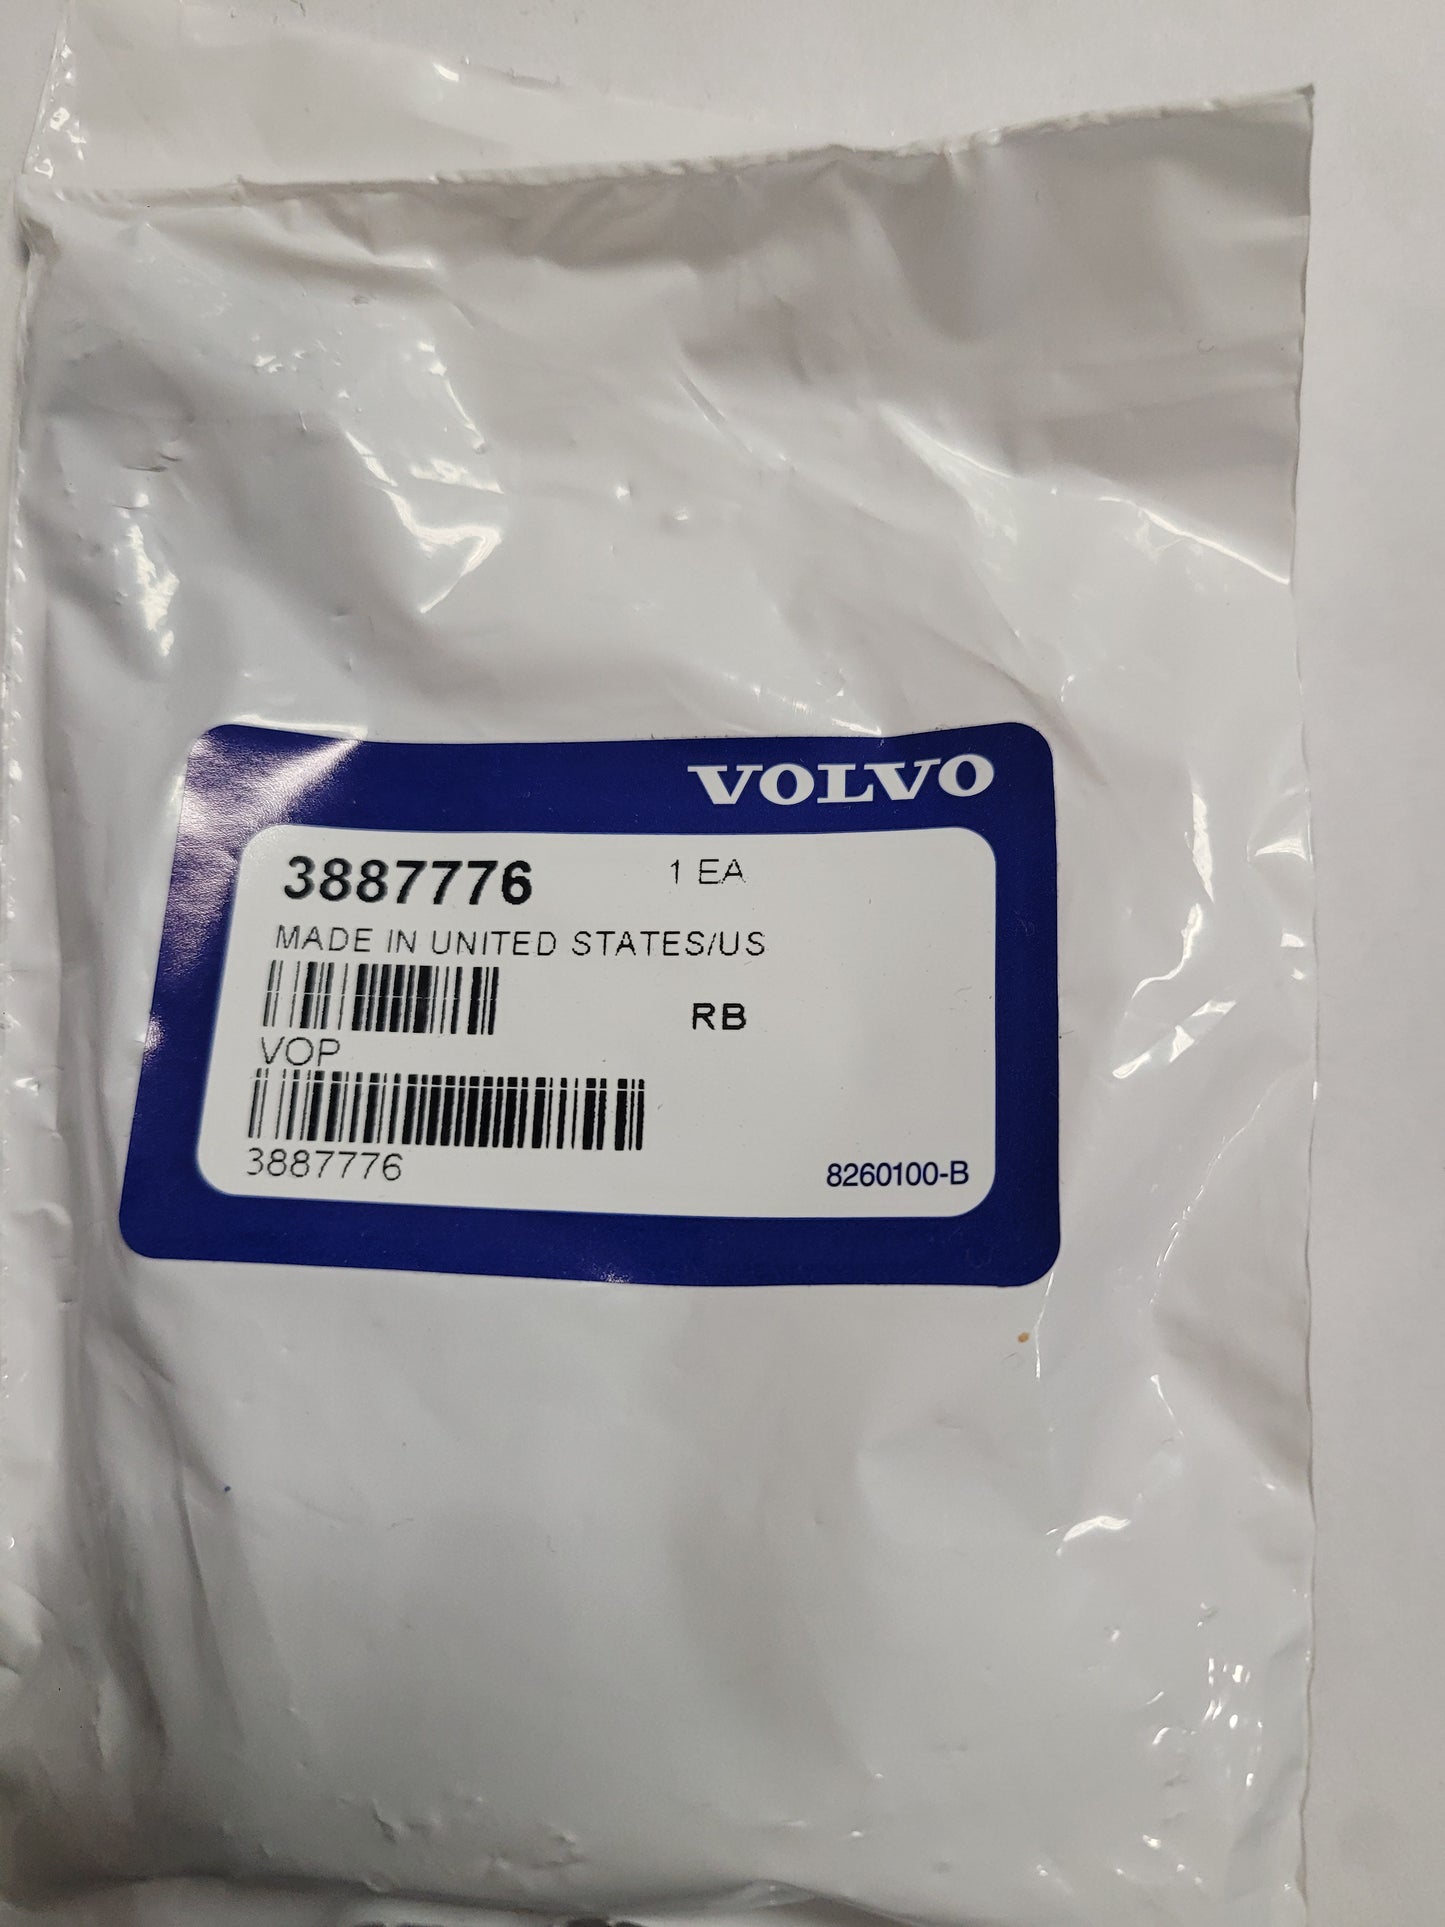 VOLVO
3887776 1 EA
MADE IN UNITED STATES/US
RB
VOP
3887776
8260100-B